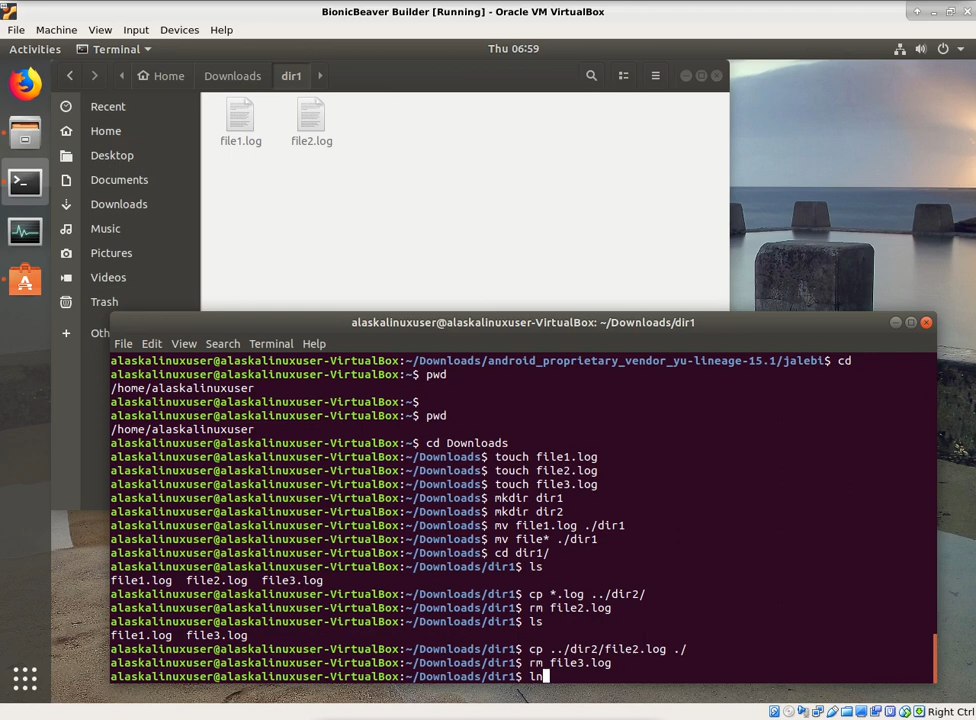 BionicBeaver Builder [Running] - Oracle VM VirtualBox
File Machine View Input Devices Help
Activities Terminal Thu 06:59
Home Downloads dir1
Recent
Home
Desktop
Documents
Downloads
Music
Pictures
Videos
Trash
Oth
file1.log file2.log
alaskalinuxuser@alaskalinuxuser-VirtualBox: ~/Downloads/dir1
File Edit View Search Terminal Help
alaskalinuxuser@alaskalinuxuser-VirtualBox:~/Downloads/android_proprietary_vendor_yu-lineage-15.1/jalebi$ cd
alaskalinuxuser@alaskalinuxuser-VirtualBox:~$ pwd
/home/alaskalinuxuser
alaskalinuxuser@alaskalinuxuser-VirtualBox:~$
alaskalinuxuser@alaskalinuxuser-VirtualBox:~$ pwd
/home/alaskalinuxuser
alaskalinuxuser@alaskalinuxuser-VirtualBox:~$ cd Downloads
alaskalinuxuser@alaskalinuxuser-VirtualBox:~/Downloads$ touch file1.log
alaskalinuxuser@alaskalinuxuser-VirtualBox:~/Downloads$ touch file2.log
alaskalinuxuser@alaskalinuxuser-VirtualBox:~/Downloads$ touch file3.log
alaskalinuxuser@alaskalinuxuser-VirtualBox:~/Downloads$ mkdir dir1
alaskalinuxuser@alaskalinuxuser-VirtualBox:~/Downloads$ mkdir dir2
alaskalinuxuser@alaskalinuxuser-VirtualBox:~/Downloads$ mv file1.log ./dir1
alaskalinuxuser@alaskalinuxuser-VirtualBox:~/Downloads$ mv file* ./dir1
alaskalinuxuser@alaskalinuxuser-VirtualBox:~/Downloads$ cd dir1/
alaskalinuxuser@alaskalinuxuser-VirtualBox:~/Downloads/dir1$ ls
file1.log file2.log file3.log
alaskalinuxuser@alaskalinuxuser-VirtualBox:~/Downloads/dir1$ cp *.log ../dir2/
alaskalinuxuser@alaskalinuxuser-VirtualBox:~/Downloads/dir1$ rm file2.log
alaskalinuxuser@alaskalinuxuser-VirtualBox:~/Downloads/dir1$ ls
file1.log file3.log
alaskalinuxuser@alaskalinuxuser-VirtualBox:~/Downloads/dir1$ cp ../dir2/file2.log ./
alaskalinuxuser@alaskalinuxuser-VirtualBox:~/Downloads/dir1$ rm file3.log
alaskalinuxuser@alaskalinuxuser-VirtualBox:~/Downloads/dir1$ ln
Right Ctrl